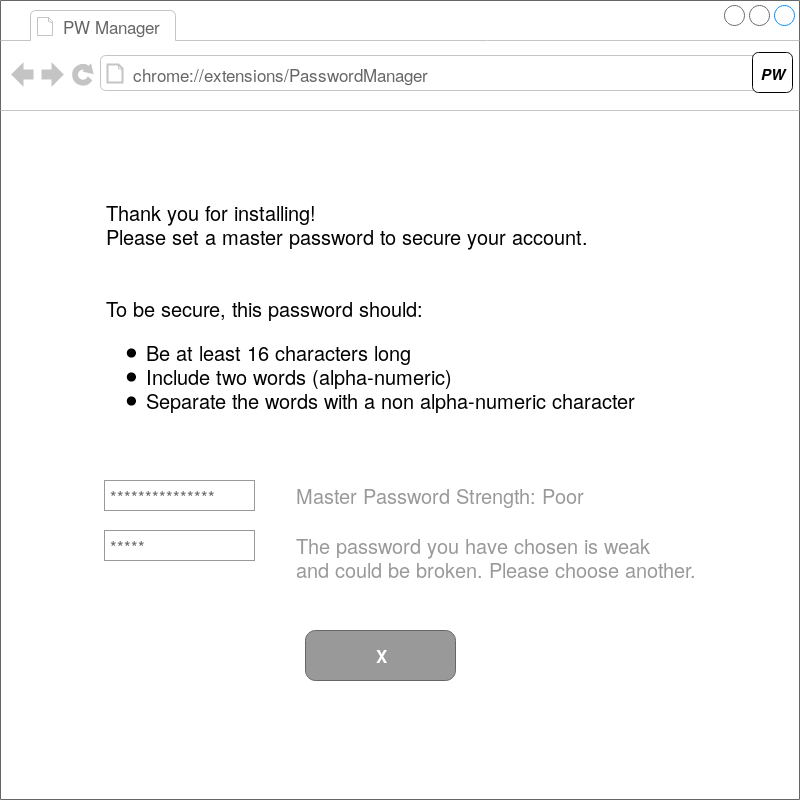 PW Manager
chrome://extensions/PasswordManager
PW
Thank you for installing!
Please set a master password to secure your account.
To be secure, this password should:
• Be at least 16 characters long
• Include two words (alpha-numeric)
• Separate the words with a non alpha-numeric character
***************
Master Password Strength: Poor
*****
The password you have chosen is weak
and could be broken. Please choose another.
X